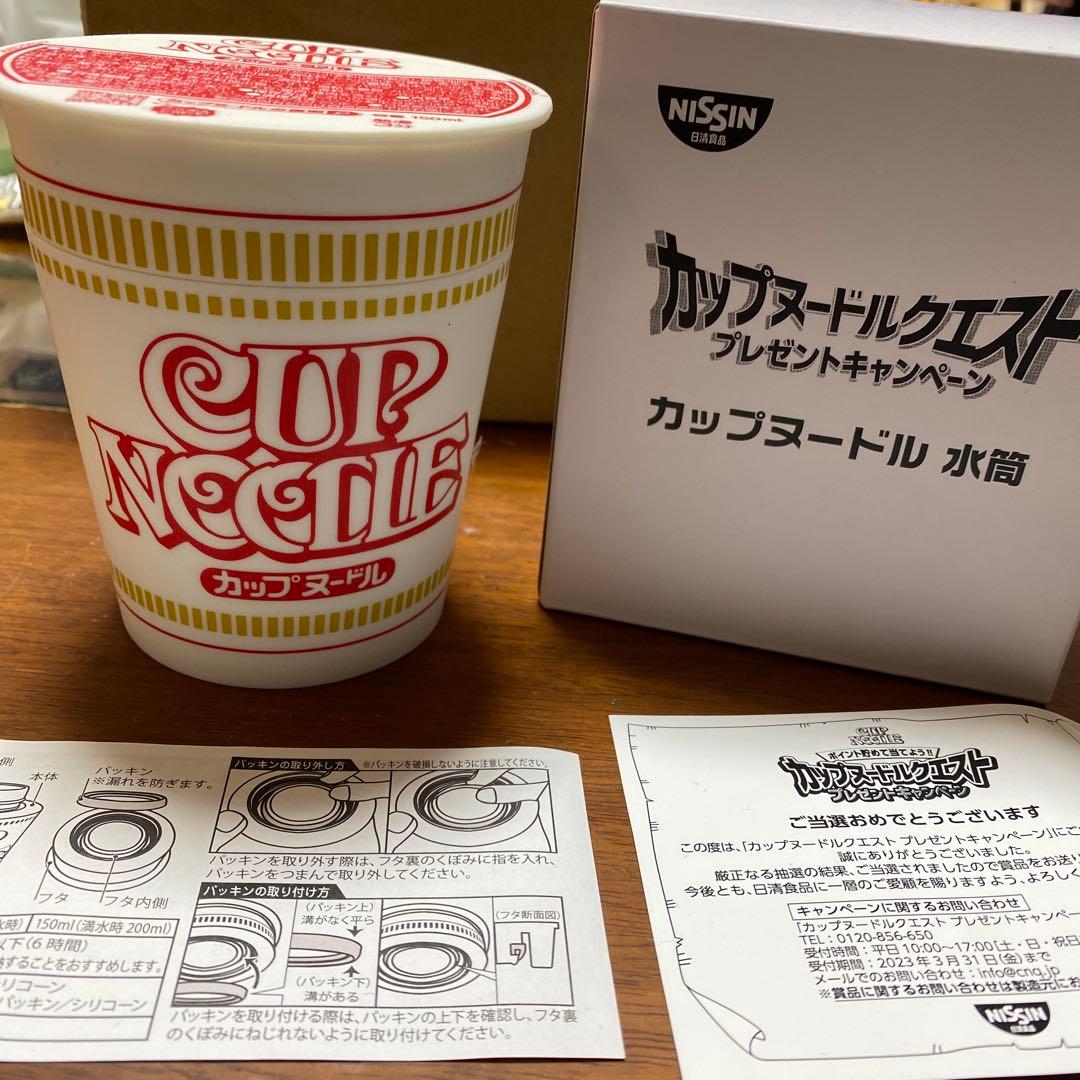 CUP
NOODLE
150ml
CUP
NOODLE
カップヌードル
NISSIN
日清食品
カップヌードルクエスト
プレゼントキャンペーン
カップヌードル 水筒
側
本体
パッキン
※漏れを防ぎます。
フタ
フタ内側
150ml(満水時 200ml)
以下(6時間)
することをおすすめします。
リコーン
パッキン/シリコーン
パッキンの取り外し方
※パッキンを破損しないように注意してください。
パッキンを取り外す際は、フタ裏のくぼみに指を入れ、
パッキンをつまんで取り外してください。
パッキンの取り付け方
(パッキン上)
溝がなく平ら
(パッキン下)
溝がある
(フタ断面図)
パッキンを取り付ける際は、パッキンの上下を確認し、フタ裏
のくぼみにねじれないように取り付けてください。
CUP
NOODLE
ポイント貯めて当てよう!!
カップヌードルクエスト
プレゼントキャンペーン
ご当選おめでとうございます
この度は、「カップヌードルクエスト プレゼントキャンペーン」にご
誠にありがとうございました。
厳正なる抽選の結果、ご当選されましたので賞品をお送り
今後とも、日清食品に一層のご愛顧を賜りますよう、よろしく
キャンペーンに関するお問い合わせ
「カップヌードルクエスト プレゼントキャンペー
TEL:0120-856-650
受付時間:平日 10:00~17:00(土・日・祝日
受付期間:2023年3月31日(金)まで
メールでのお問い合わせ:info@cnq.jp
※賞品に関するお問い合わせは製造元にお
NISSIN
日清食品